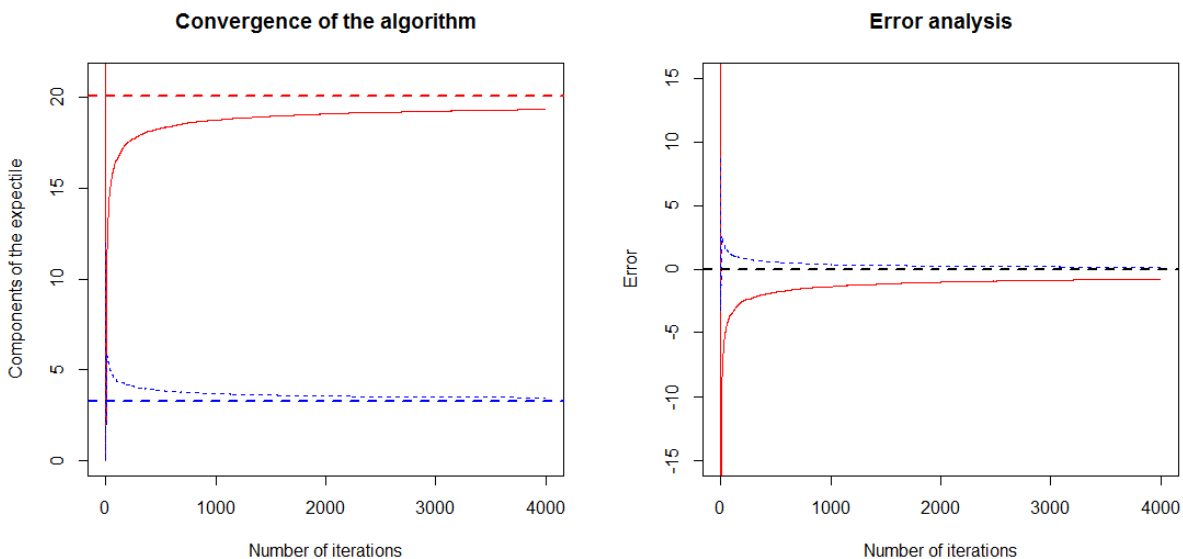 Convergence of the algorithm
Components of the expectile
20
15
10
5
0
0 1000 2000 3000 4000
Number of iterations
Error analysis
Error
15
10
5
0
-5
-10
-15
0 1000 2000 3000 4000
Number of iterations